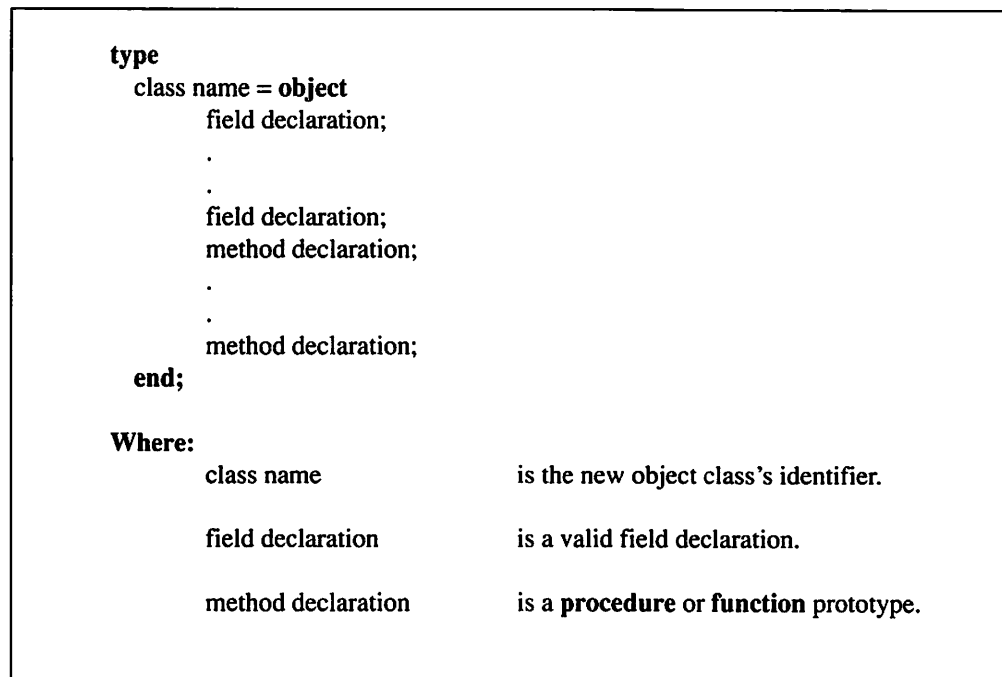 type
class name = object
field declaration;
.
.
field declaration;
method declaration;
.
.
method declaration;
end;
Where:
class name is the new object class's identifier.
field declaration is a valid field declaration.
method declaration is a procedure or function prototype.